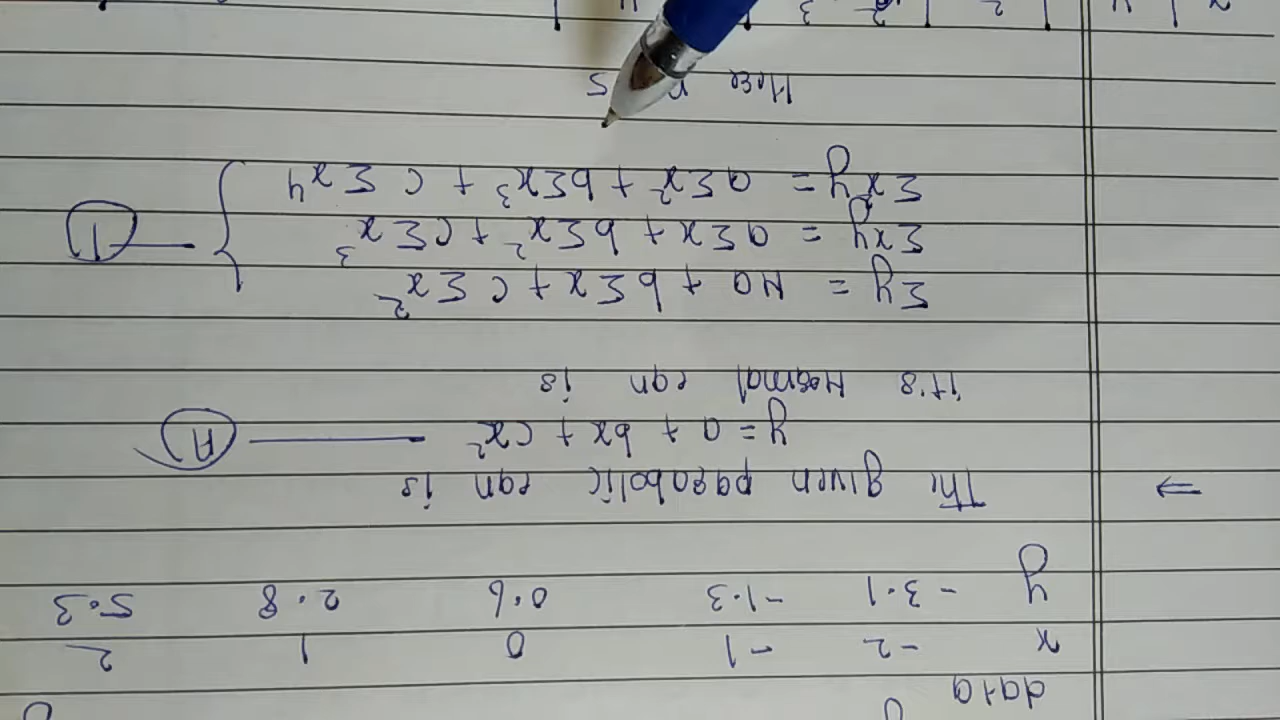 data
x -2 -1 0 1 2
y -3.1 -1.3 0.6 2.8 5.3
⇒ The given parabolic eqn is
y = a + bx + cx² —— Ⓐ
it's Normal eqn is
Σy = Na + bΣx + cΣx²
Σxy = aΣx + bΣx² + cΣx³ } — ①
Σx²y = aΣx² + bΣx³ + cΣx⁴
Here n 5
x | y | x² | x³